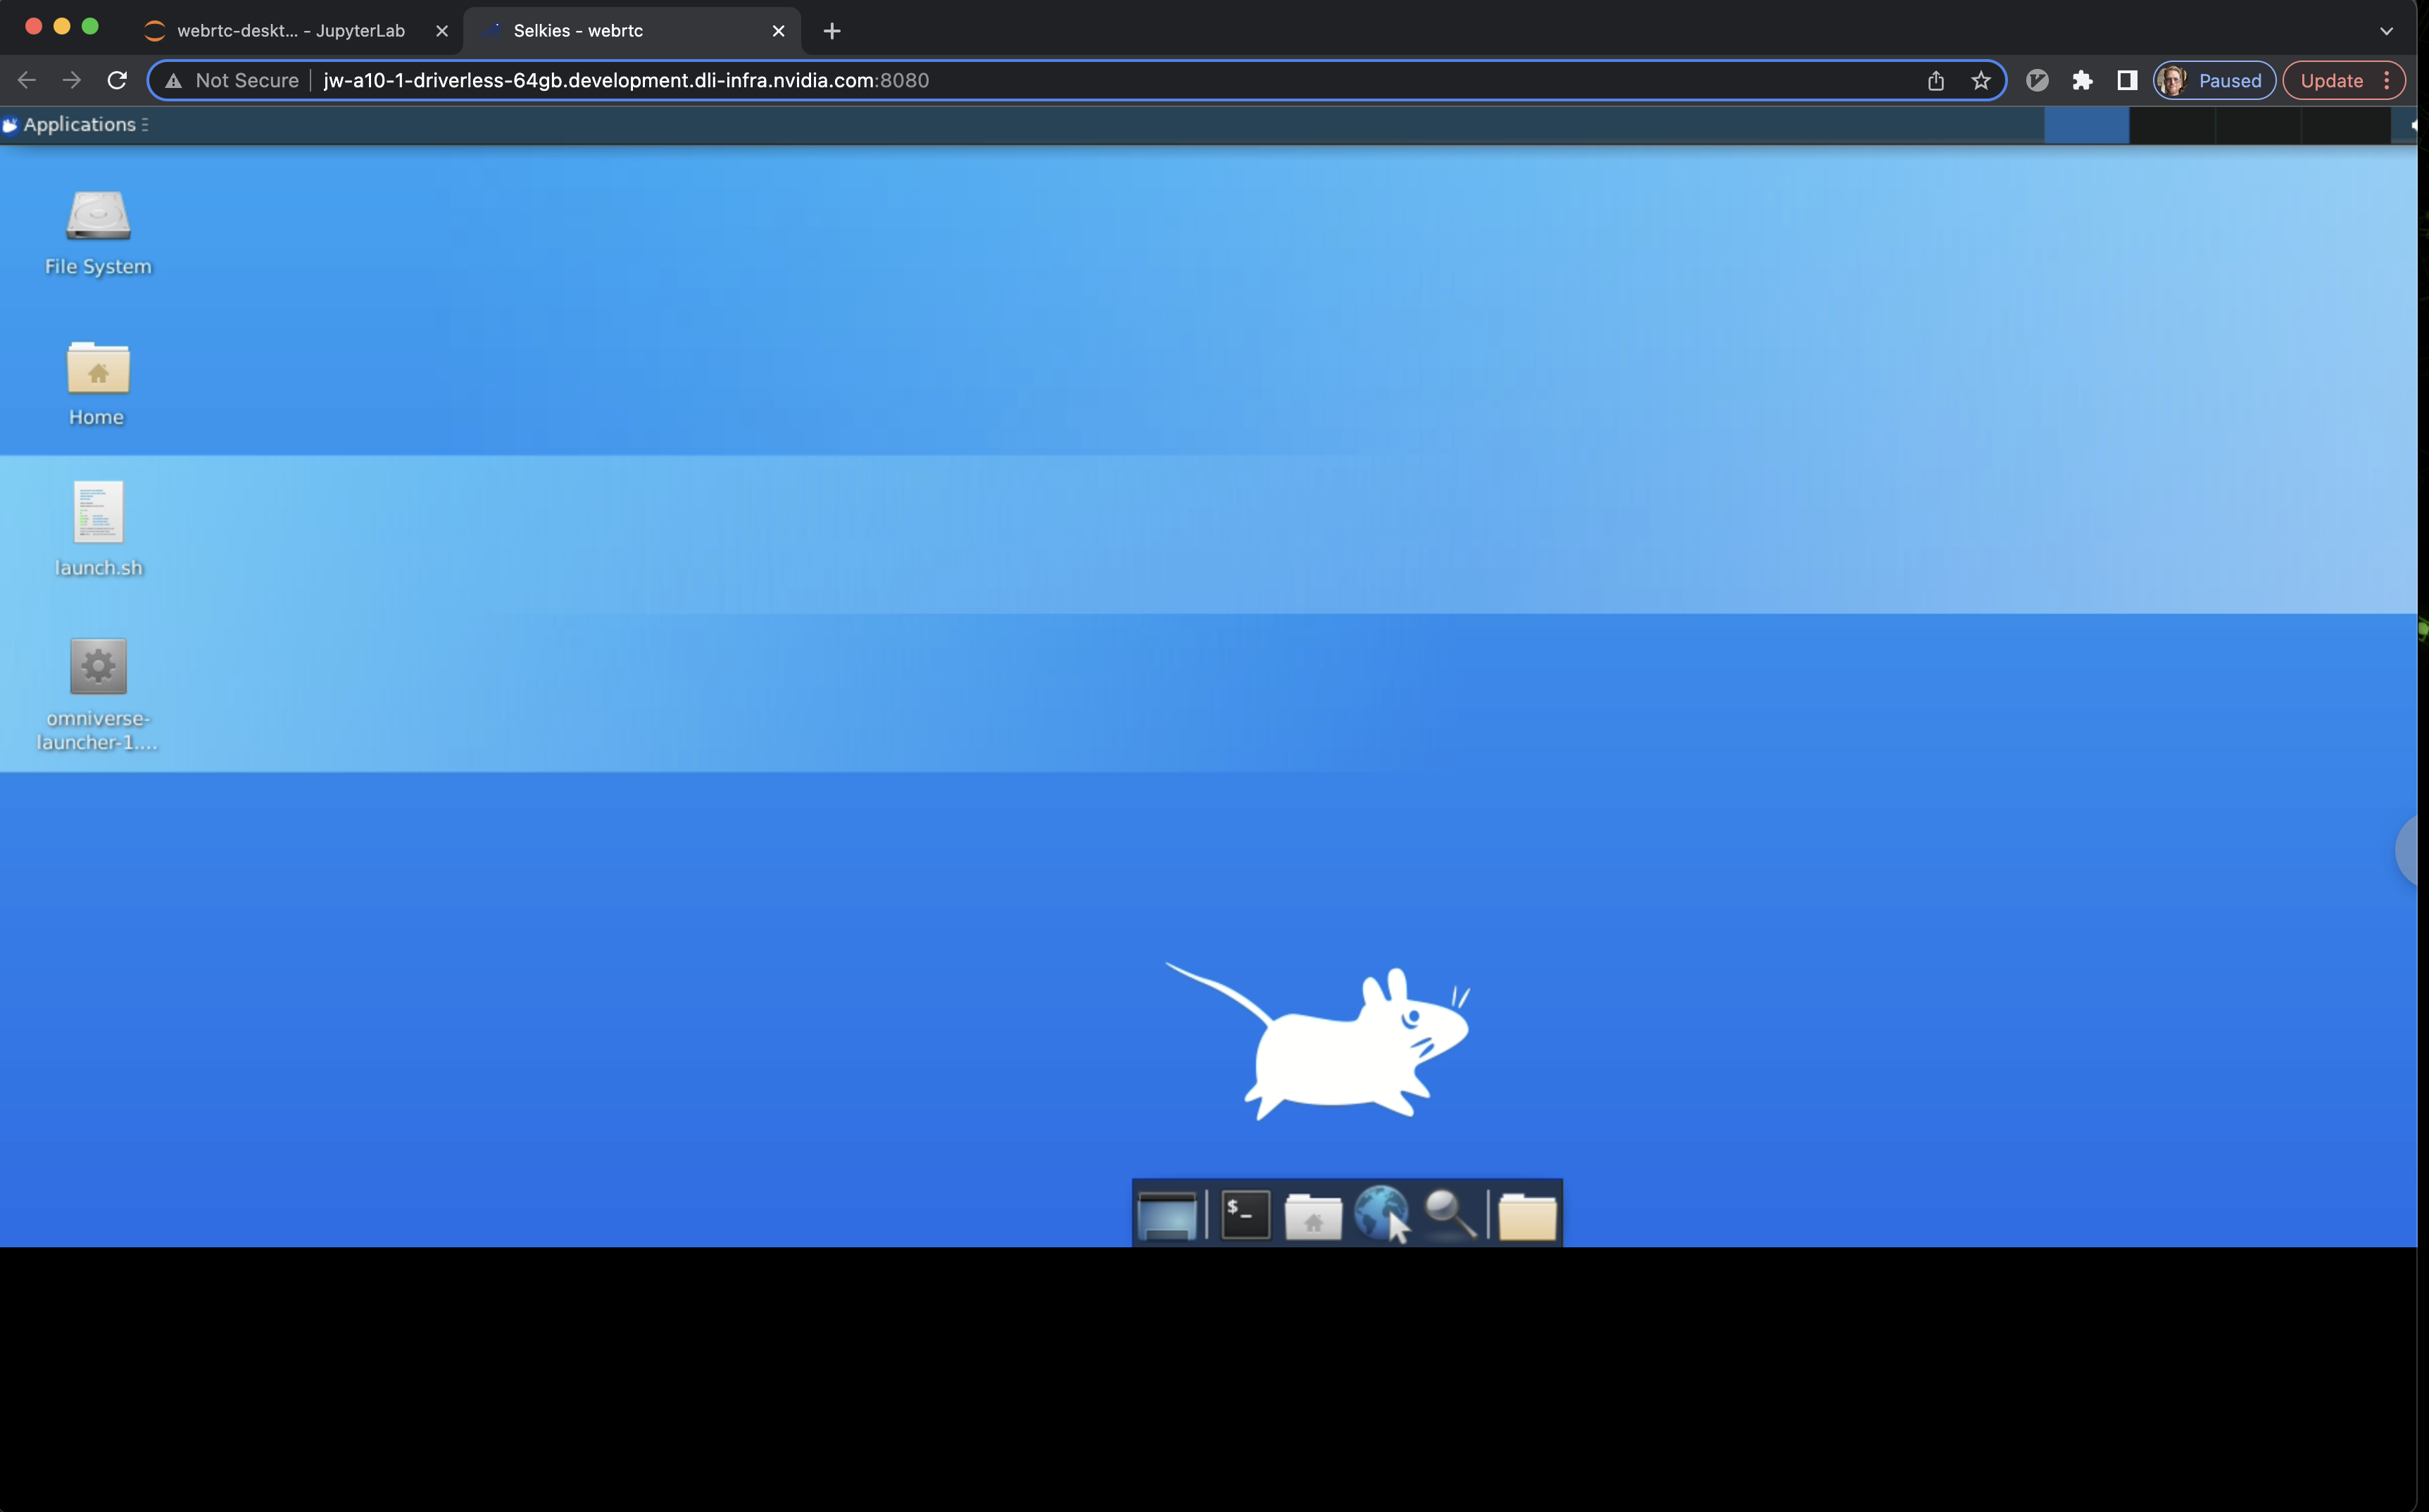 webrtc-deskt... - JupyterLab
Selkies - webrtc
Not Secure
jw-a10-1-driverless-64gb.development.dli-infra.nvidia.com:8080
Paused
Update
Applications
File System
Home
launch.sh
omniverse-
launcher-1....
$_